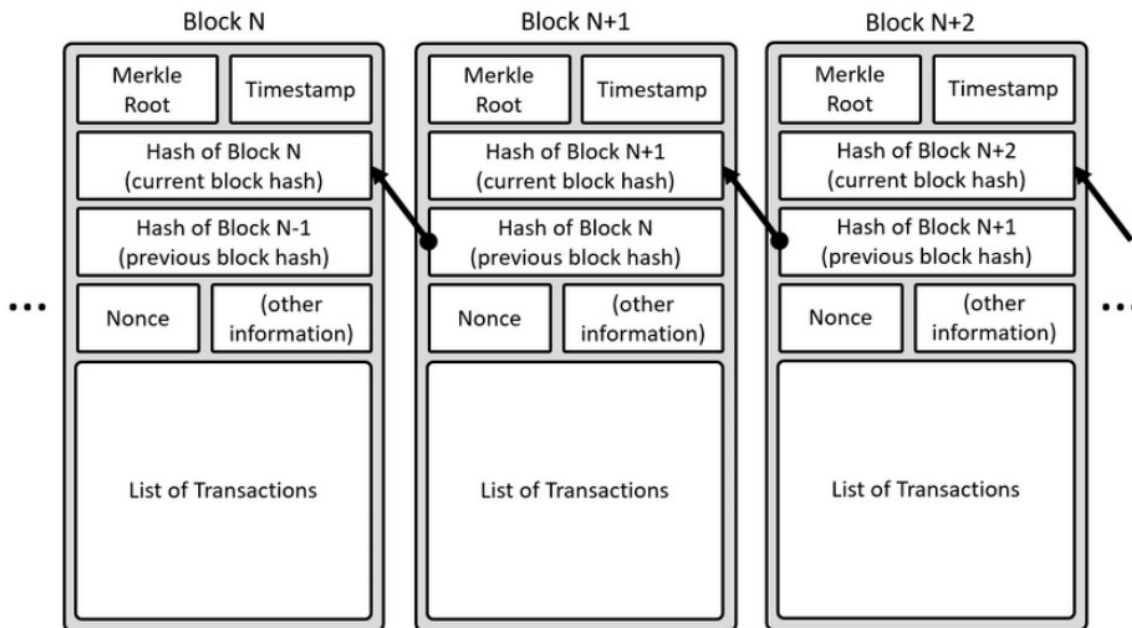 Block N
Block N+1
Block N+2
Merkle
Root
Timestamp
Merkle
Root
Timestamp
Merkle
Root
Timestamp
Hash of Block N
(current block hash)
Hash of Block N+1
(current block hash)
Hash of Block N+2
(current block hash)
Hash of Block N-1
(previous block hash)
Hash of Block N
(previous block hash)
Hash of Block N+1
(previous block hash)
...
Nonce
(other
information)
Nonce
(other
information)
Nonce
(other
information)
...
List of Transactions
List of Transactions
List of Transactions